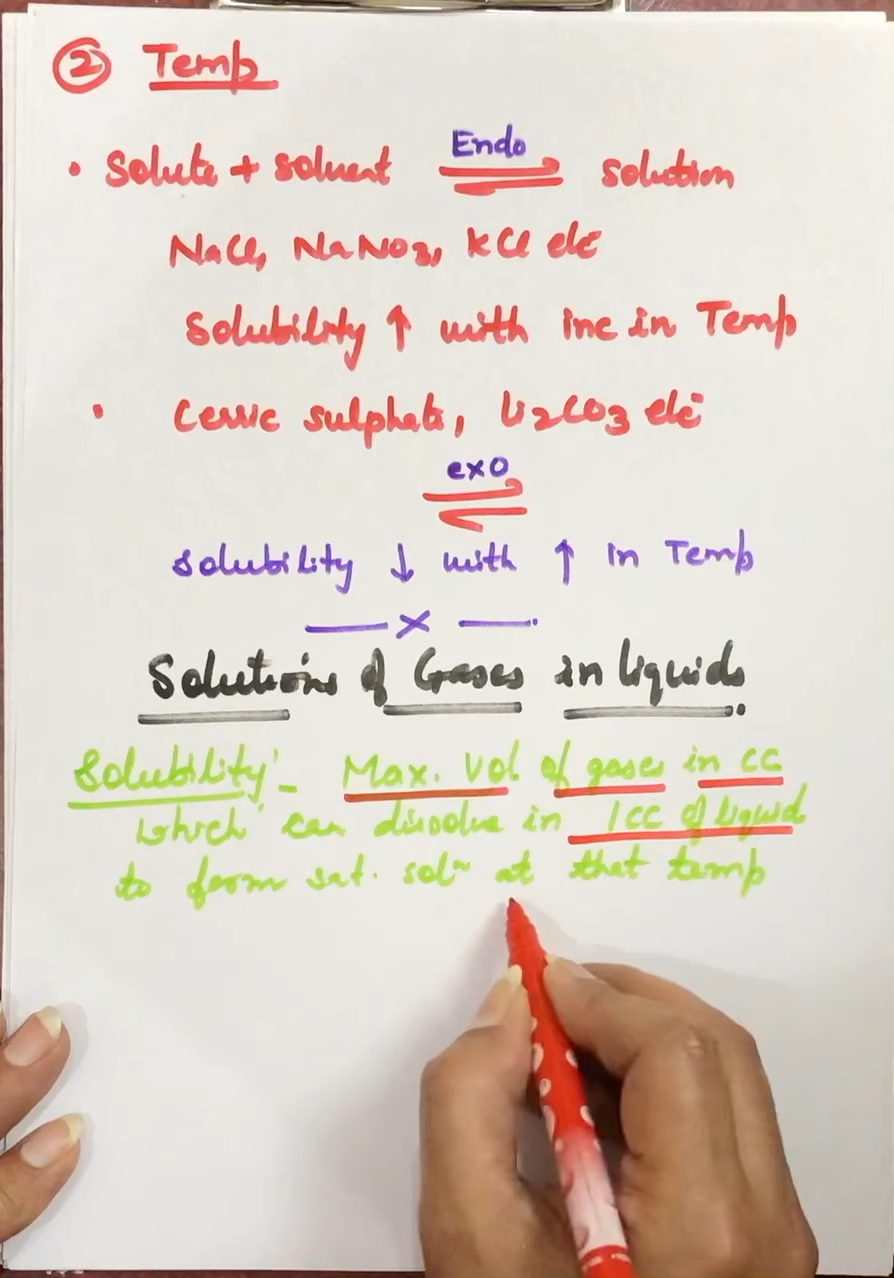 ② Temp
• Solute + solvent Endo ⇌ solution
NaCl, NaNO3, KCl etc
Solubility ↑ with inc in Temp
• Cerric sulphate, Li2CO3 etc
exo
⇌
Solubility ↓ with ↑ in Temp
— x —.
Solutions of Gases in liquids.
Solubility:- Max. Vol of gases in CC
which can dissolve in 1CC of liquid
to form sat. solⁿ at that temp